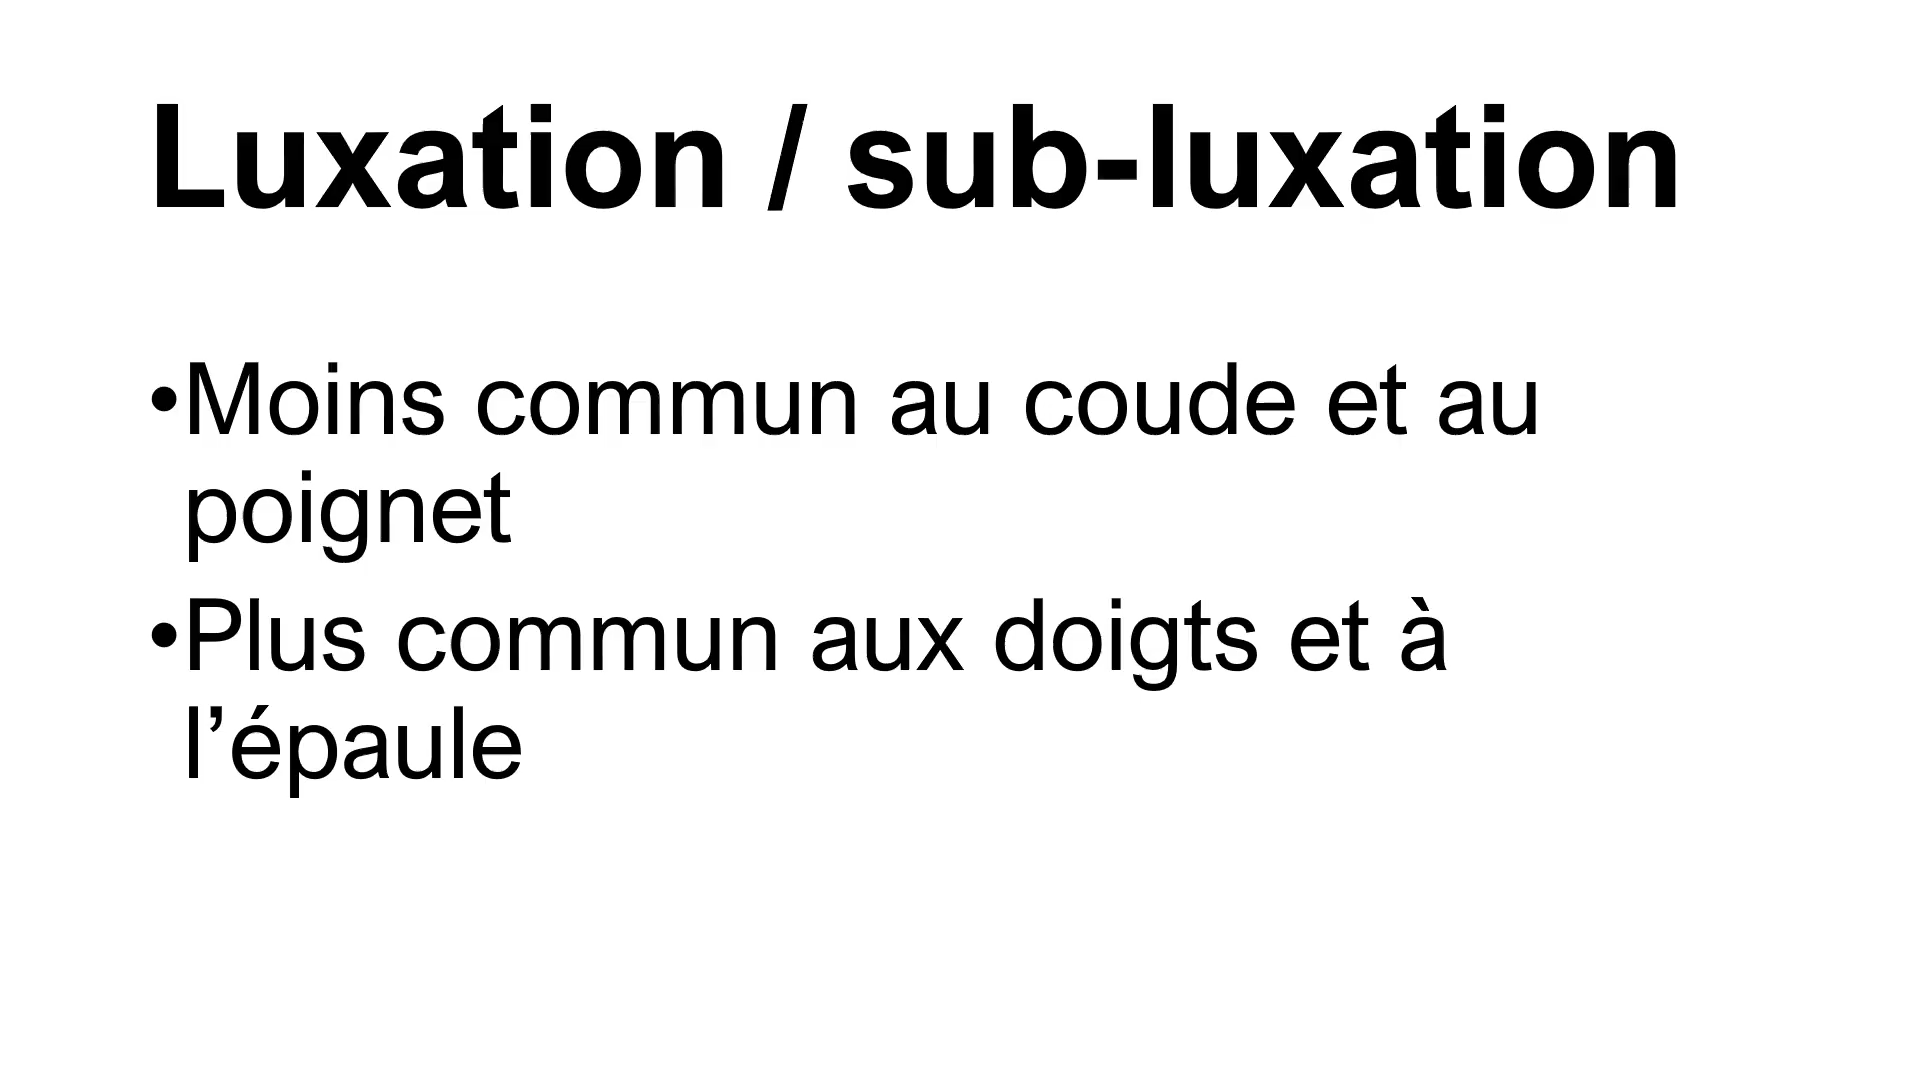 Luxation / sub-luxation
•Moins commun au coude et au
poignet
•Plus commun aux doigts et à
l’épaule